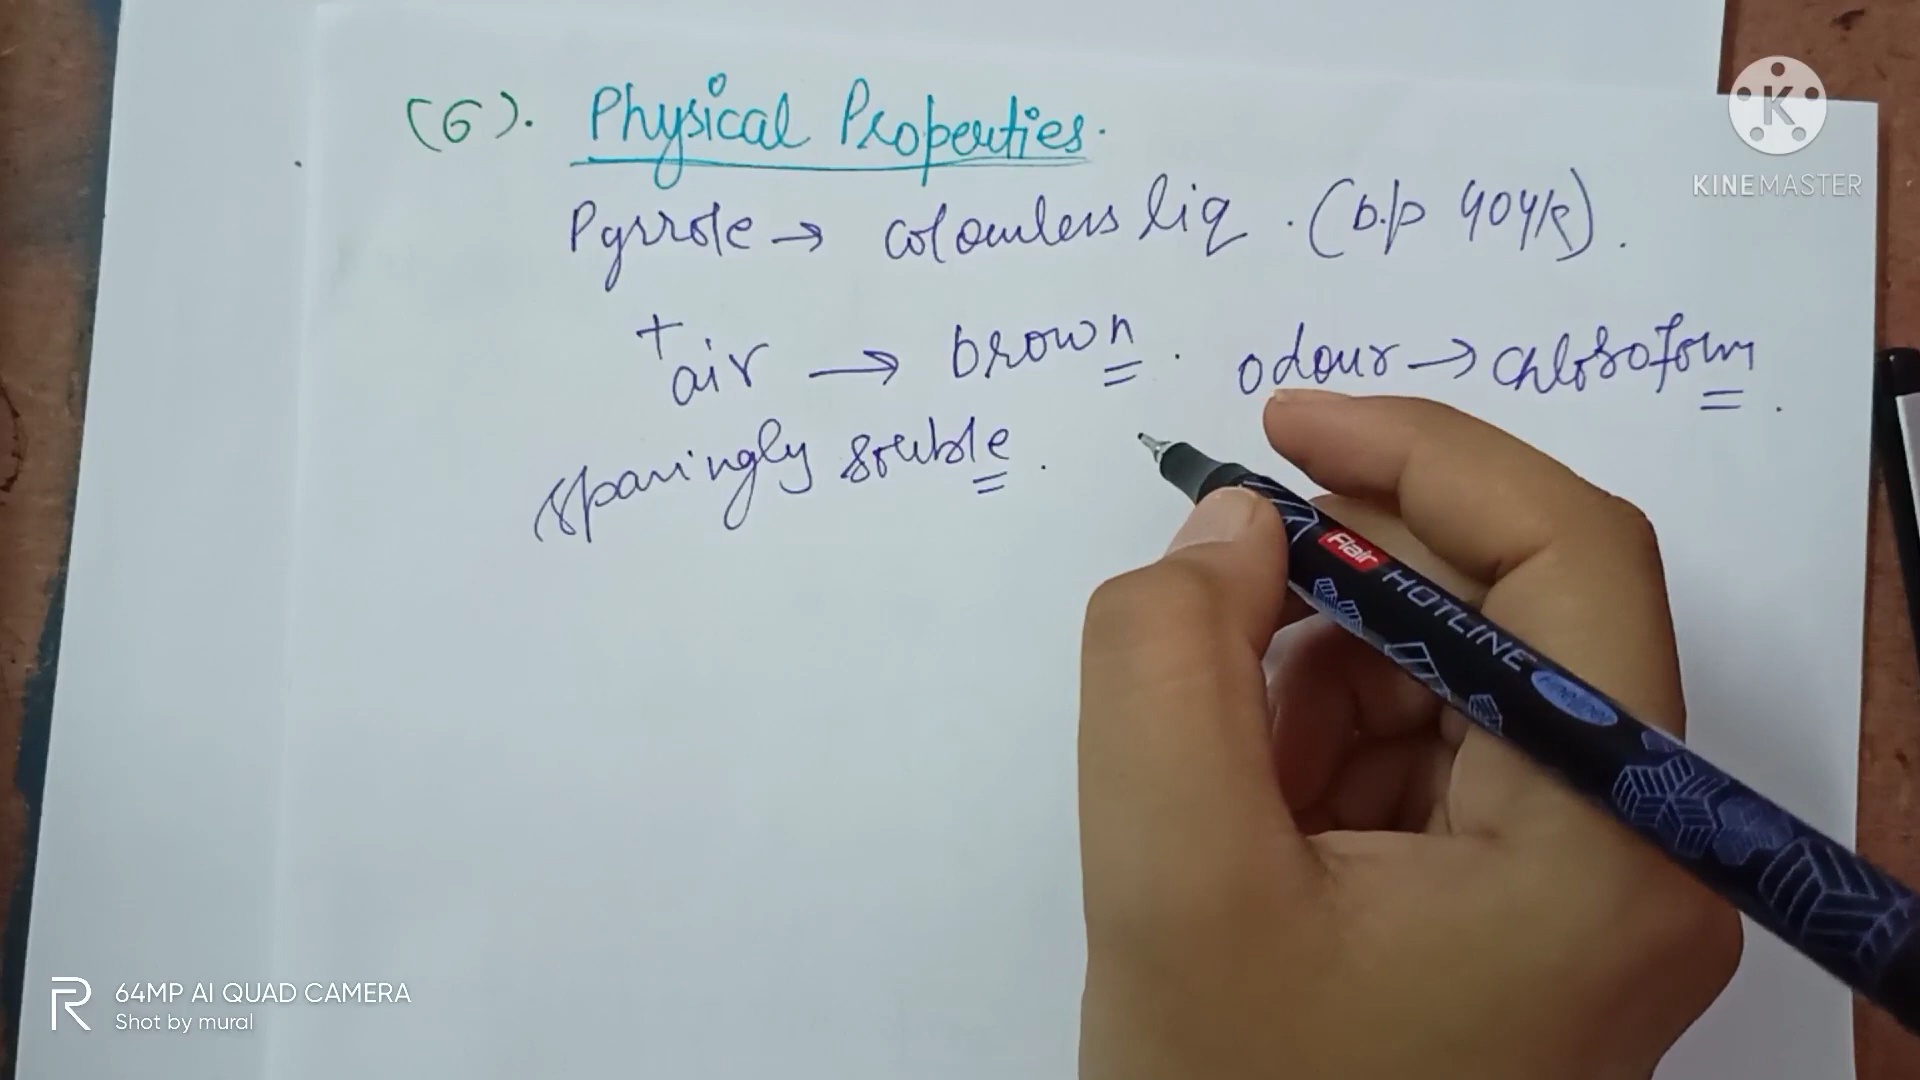 (6). Physical Properties.
Pyrrole → colourless liq. (b.p 404K).
+ air → brown. odour → chloroform.
sparingly soluble.
K
KINEMASTER
Flair HOTLINE
R 64MP AI QUAD CAMERA
Shot by mural